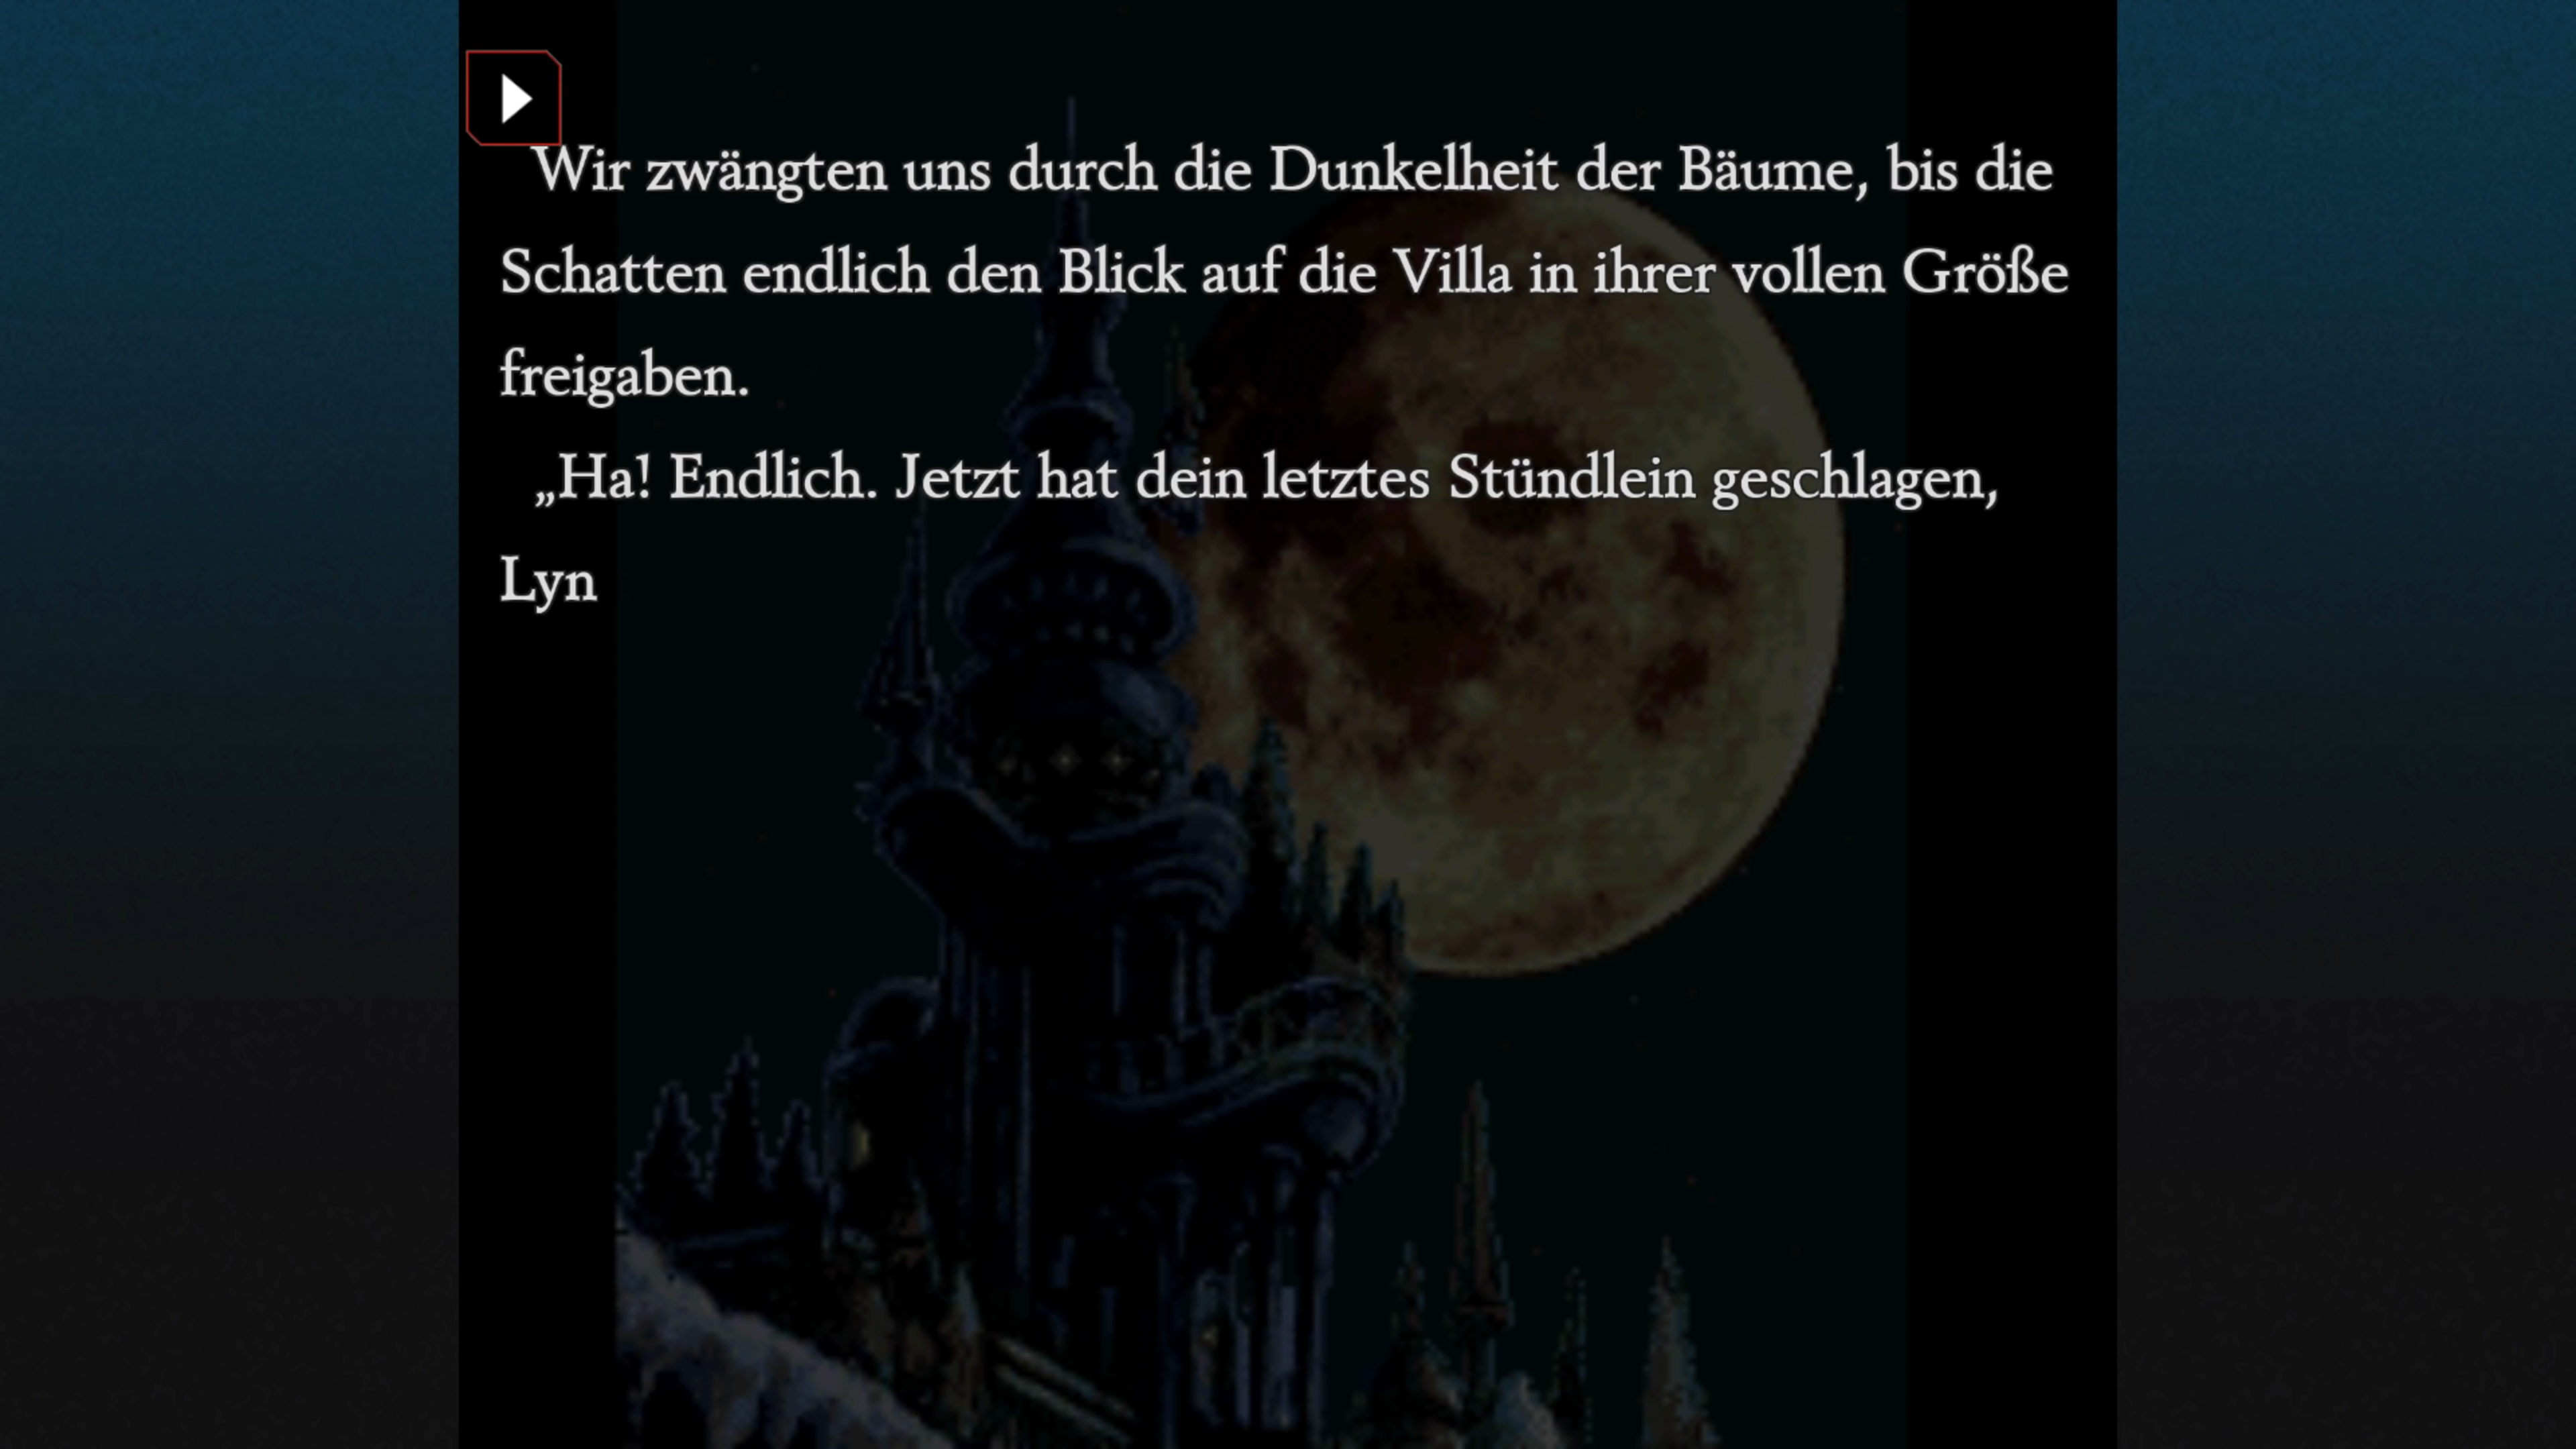 Wir zwängten uns durch die Dunkelheit der Bäume, bis die
Schatten endlich den Blick auf die Villa in ihrer vollen Größe
freigaben.
„Ha! Endlich. Jetzt hat dein letztes Stündlein geschlagen,
Lyn